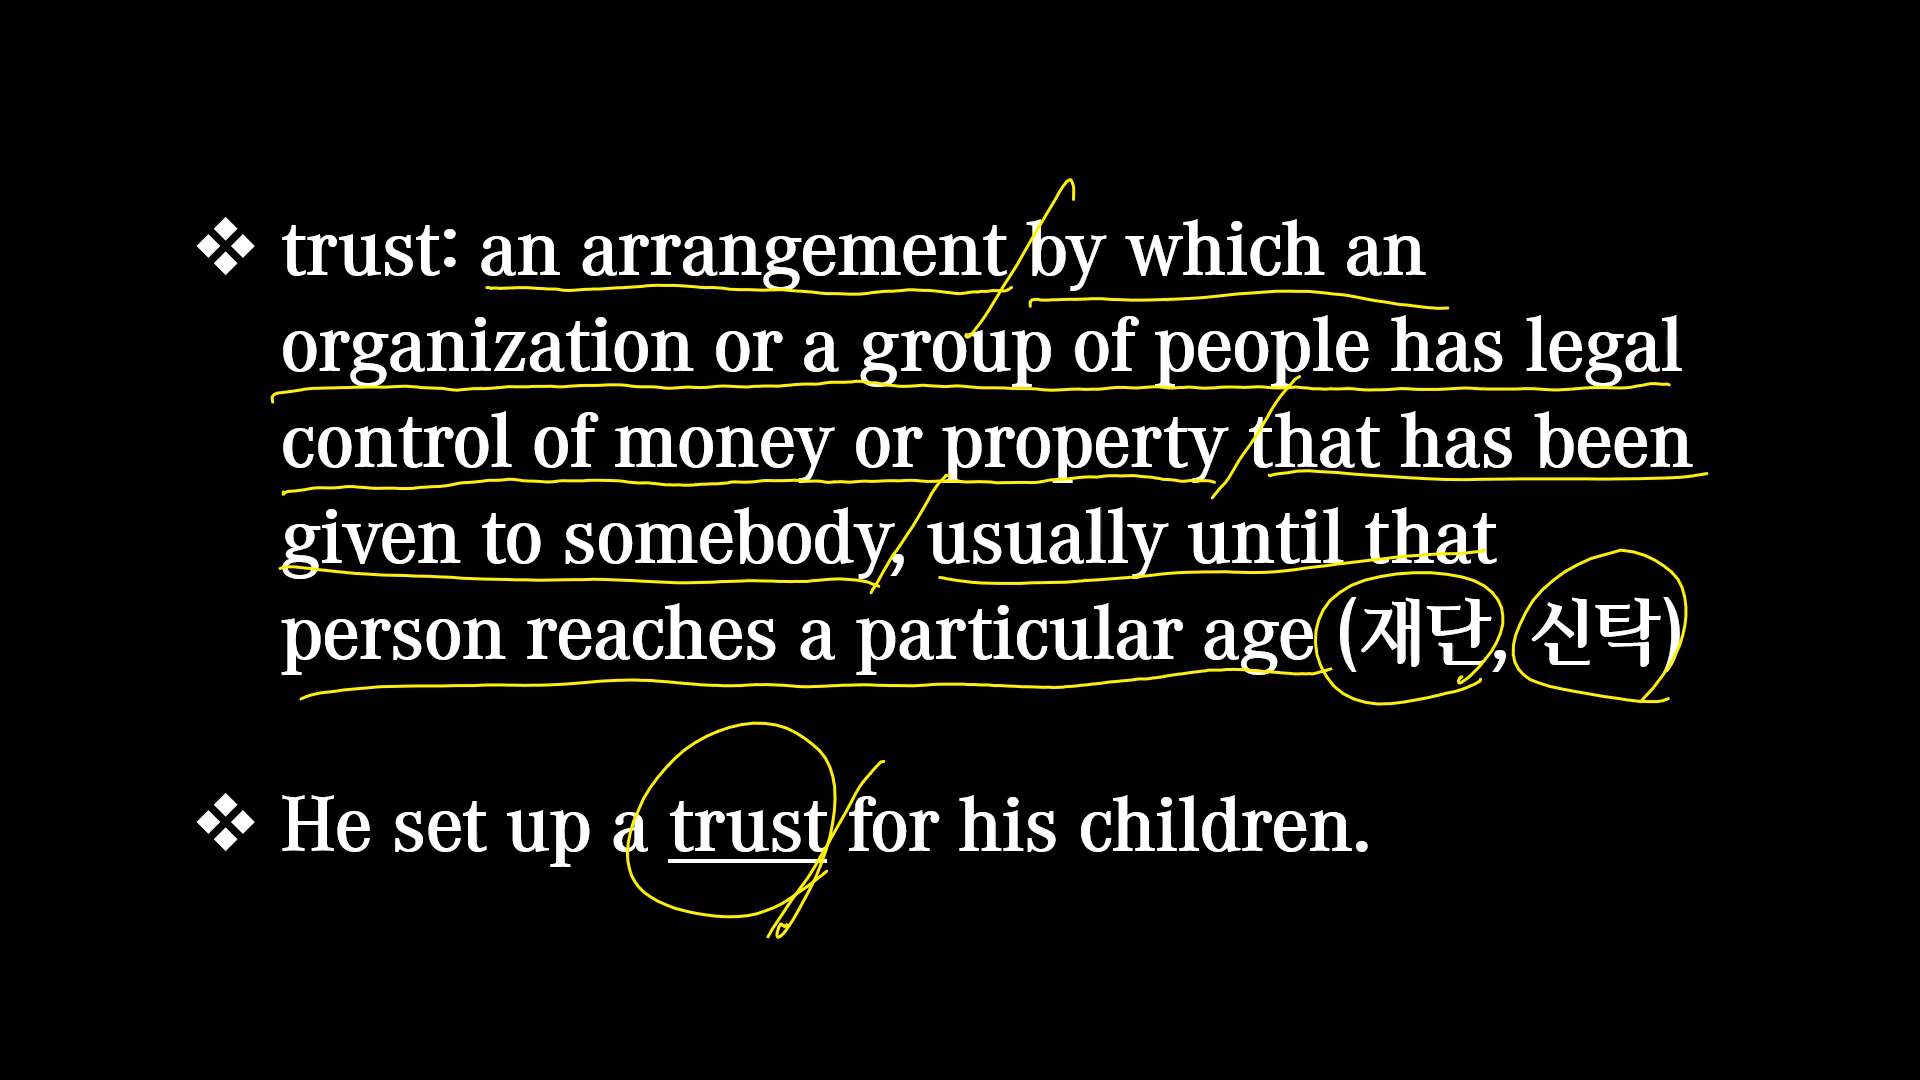 ❖ trust: an arrangement by which an
organization or a group of people has legal
control of money or property that has been
given to somebody, usually until that
person reaches a particular age (재단, 신탁)
❖ He set up a trust for his children.